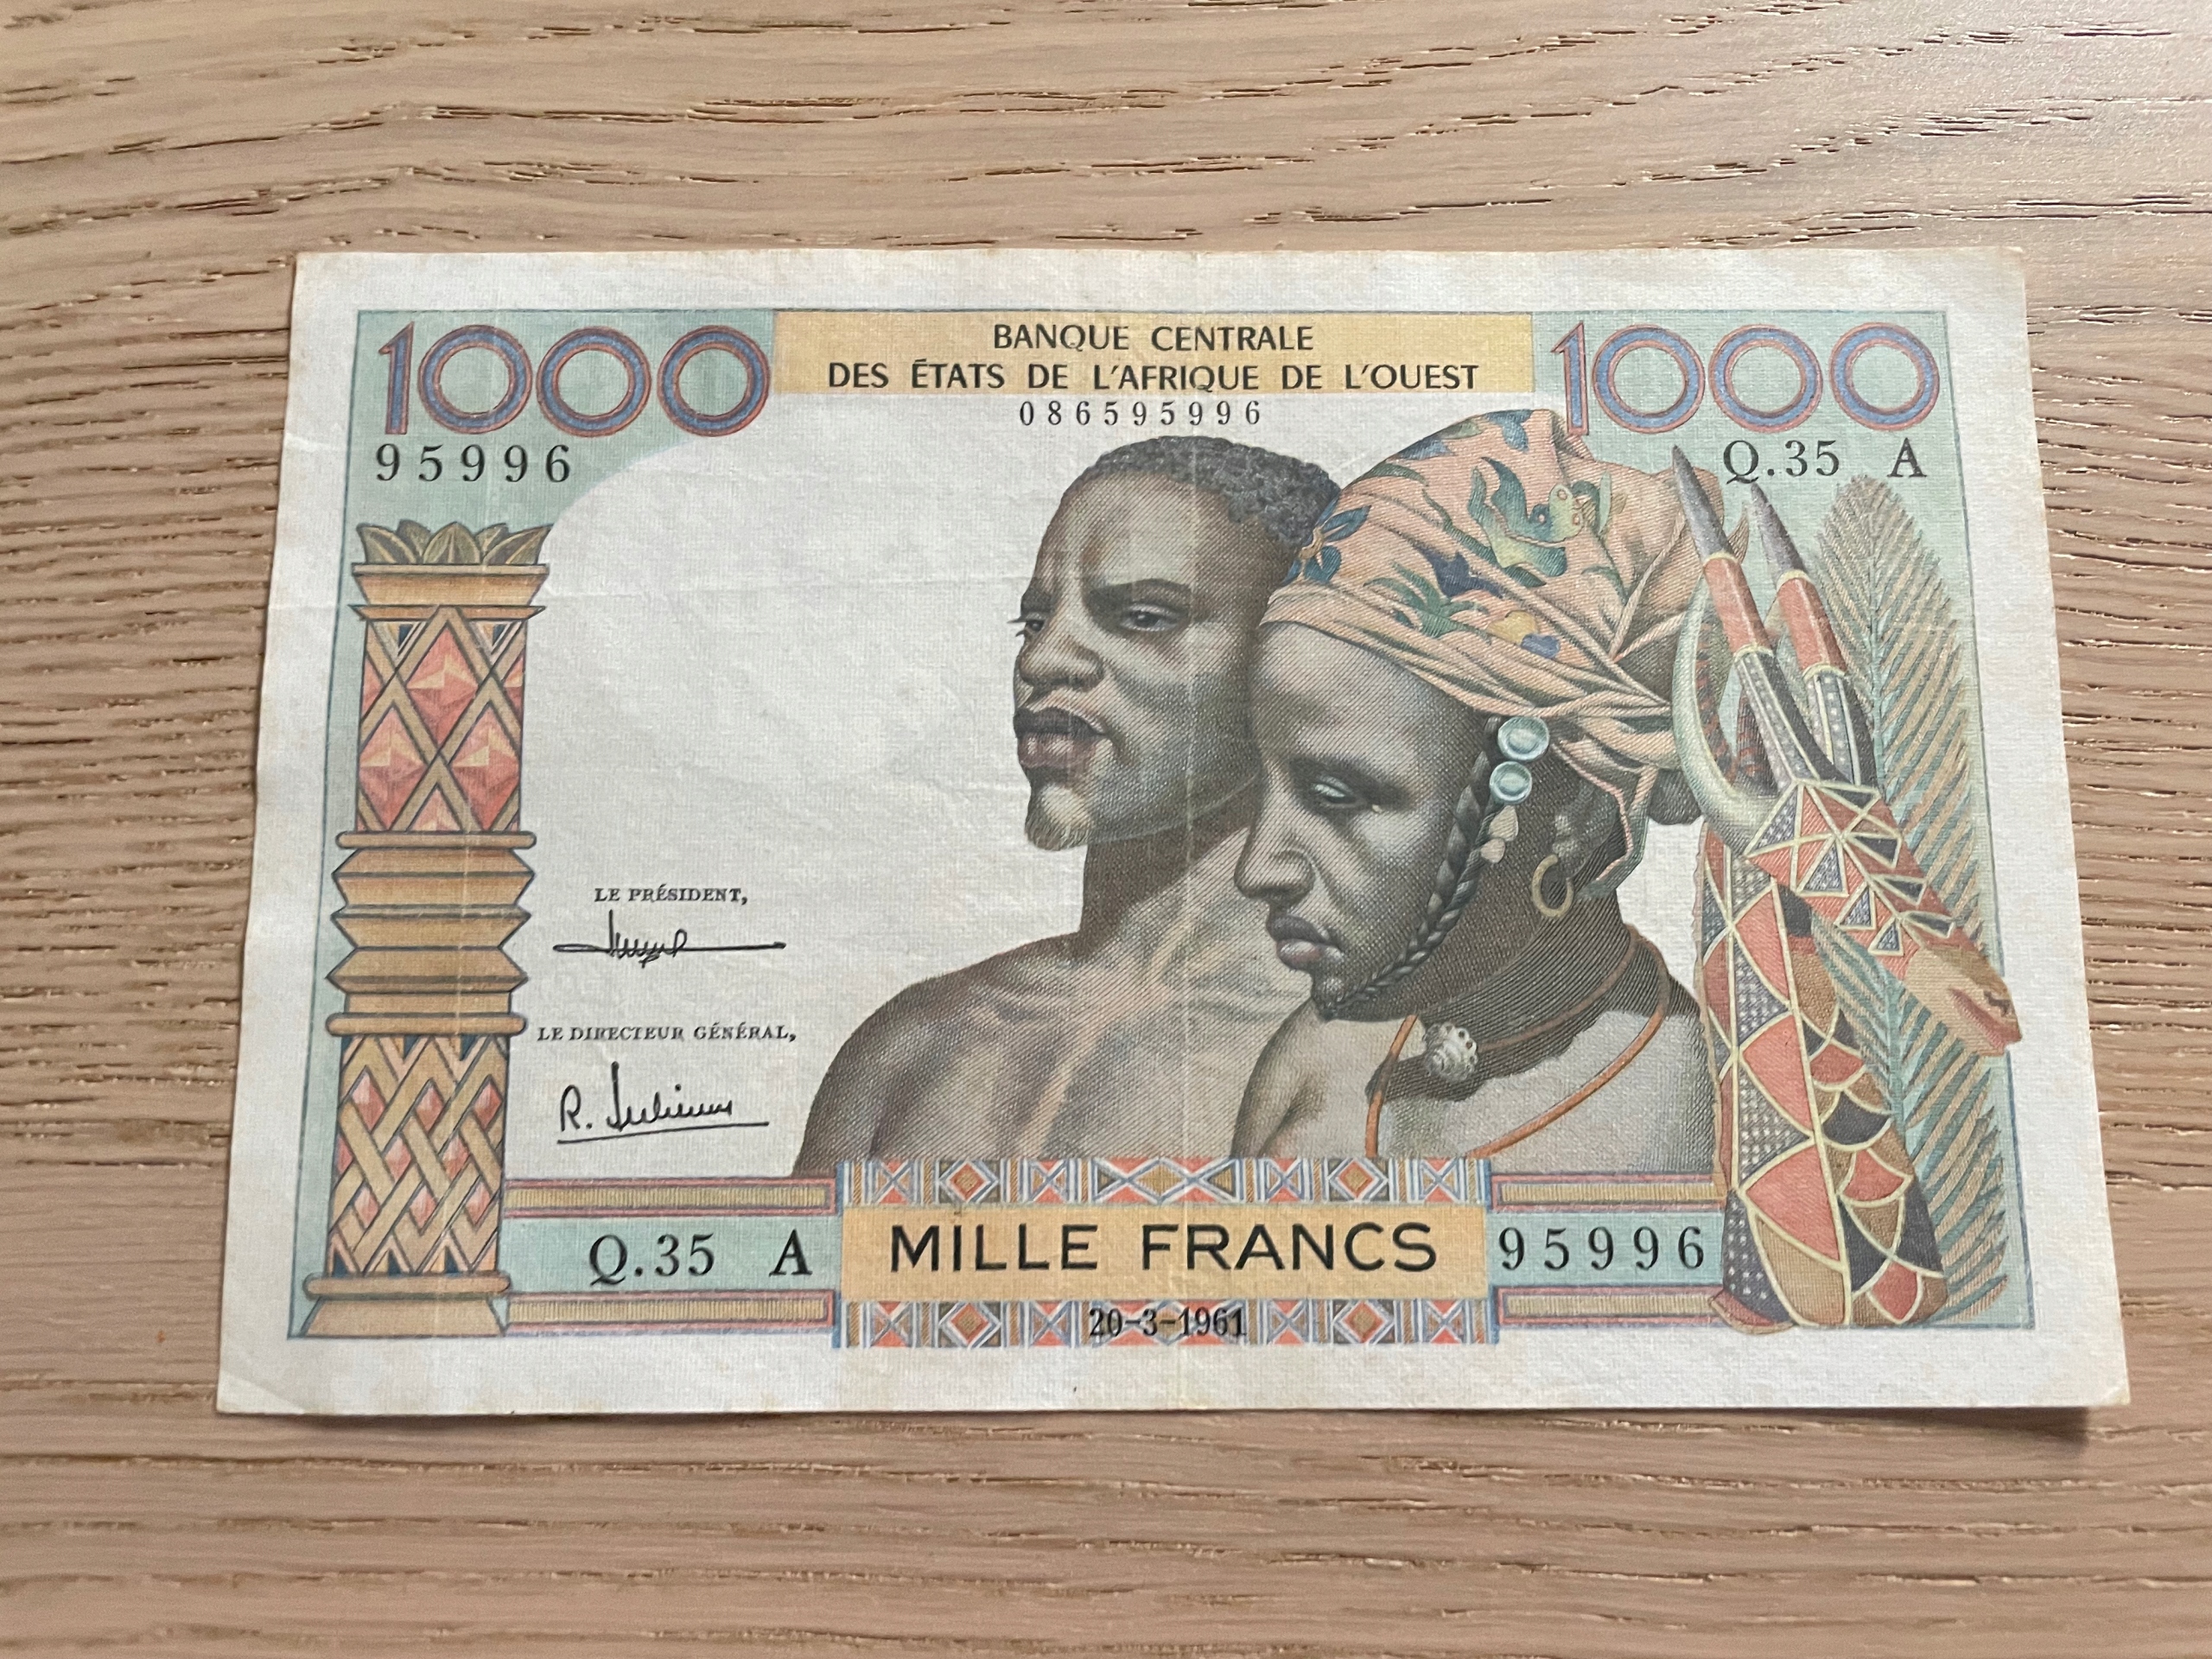 1000
BANQUE CENTRALE
DES ÉTATS DE L'AFRIQUE DE L'OUEST
1000
086595996
95996
Q.35 A
LE PRÉSIDENT,
LE DIRECTEUR GÉNÉRAL,
Q.35 A
MILLE FRANCS
95996
20-3-1961